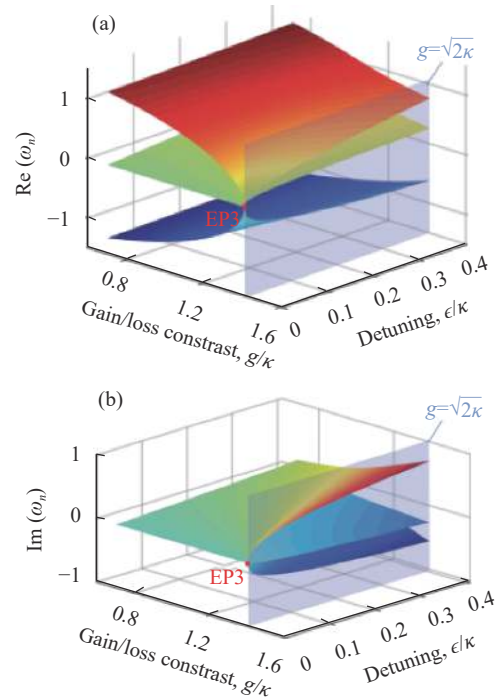 (a)
g=√2κ
1
0
−1
Re (ωₙ)
EP3
0.8
1.2
1.6
0
0.1
0.2
0.3
0.4
Gain/loss constrast, g/κ
Detuning, ϵ/κ
(b)
g=√2κ
1
0
−1
Im (ωₙ)
EP3
0.8
1.2
1.6
0
0.1
0.2
0.3
0.4
Gain/loss constrast, g/κ
Detuning, ϵ/κ